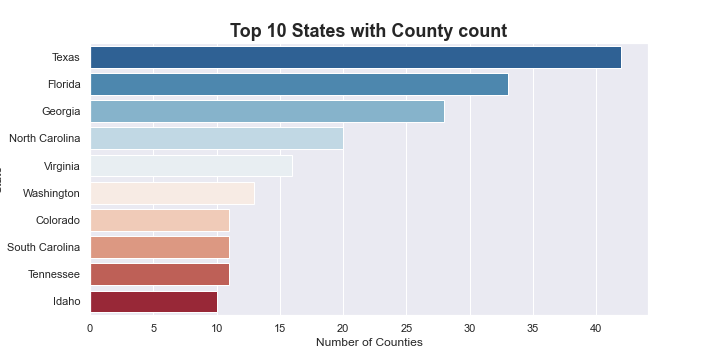 Top 10 States with County count
Texas
Florida
Georgia
North Carolina
Virginia
Washington
Colorado
South Carolina
Tennessee
Idaho
0 5 10 15 20 25 30 35 40
Number of Counties